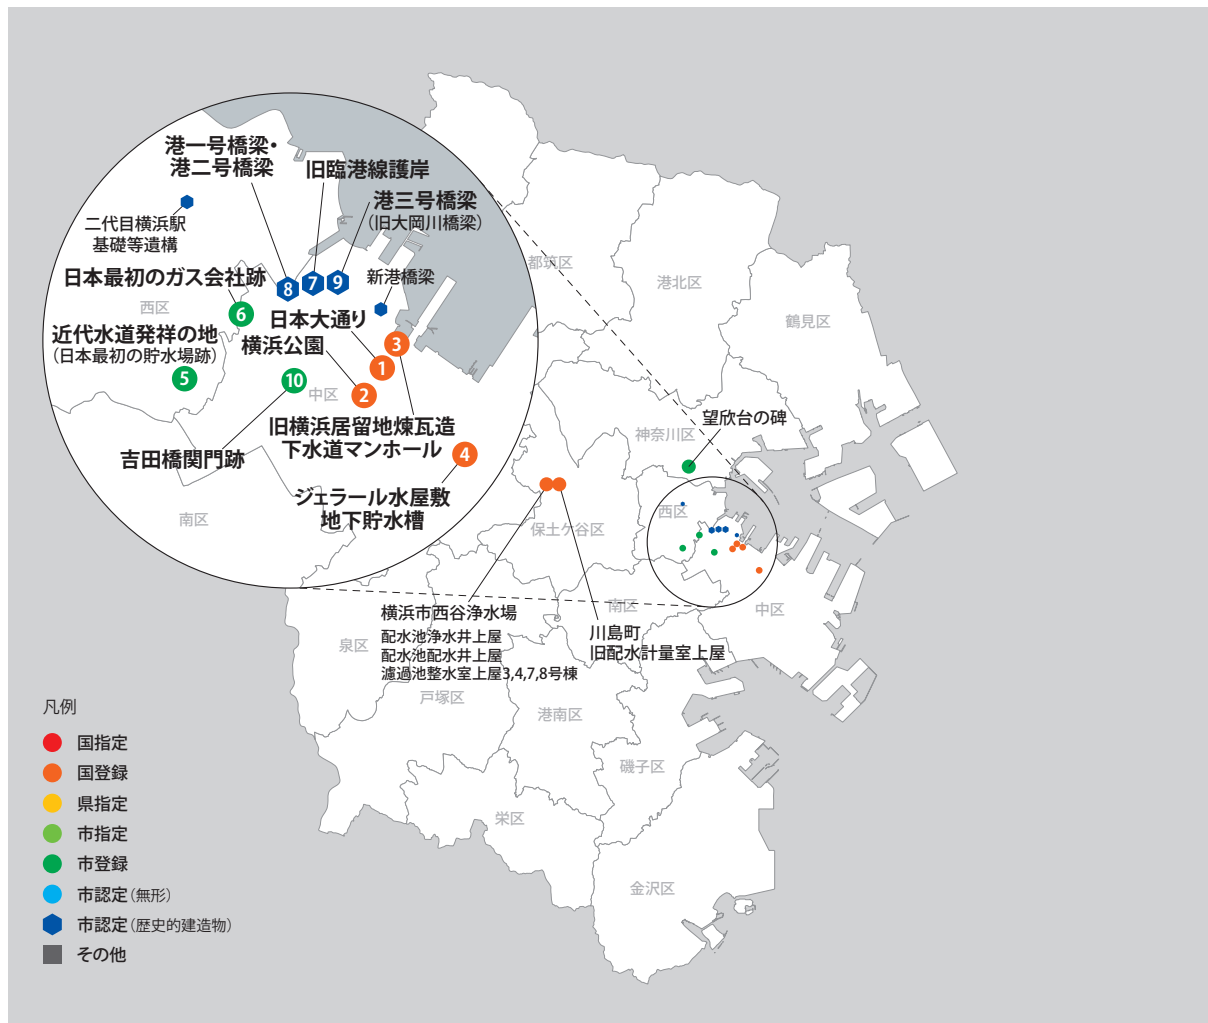 港一号橋梁・
港二号橋梁
旧臨港線護岸
港三号橋梁
(旧大岡川橋梁)
二代目横浜駅
基礎等遺構
日本最初のガス会社跡
新港橋梁
8
7
9
西区
6
日本大通り
近代水道発祥の地
(日本最初の貯水場跡)
横浜公園
3
1
5
10
中区
2
旧横浜居留地煉瓦造
下水道マンホール
吉田橋関門跡
4
ジェラール水屋敷
地下貯水槽
南区
都筑区
港北区
鶴見区
望欣台の碑
神奈川区
西区
保土ケ谷区
南区
中区
横浜市西谷浄水場
配水池浄水井上屋
配水池配水井上屋
濾過池整水室上屋3,4,7,8号棟
川島町
旧配水計量室上屋
泉区
戸塚区
港南区
磯子区
栄区
金沢区
凡例
国指定
国登録
県指定
市指定
市登録
市認定(無形)
市認定(歴史的建造物)
その他